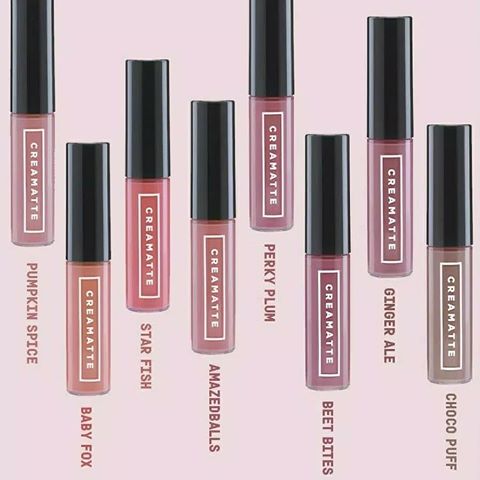 CREAMATTE
PUMPKIN SPICE
CREAMATTE
BABY FOX
CREAMATTE
STAR FISH
CREAMATTE
AMAZEDBALLS
CREAMATTE
PERKY PLUM
CREAMATTE
BEET BITES
CREAMATTE
GINGER ALE
CREAMATTE
CHOCO PUFF